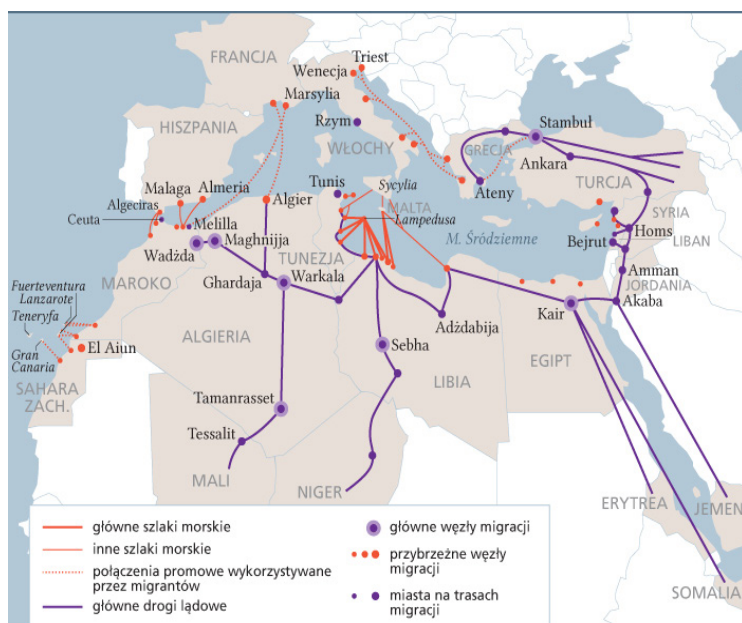 FRANCJA
Triest
Wenecja
Marsylia
HISZPANIA
Rzym
WŁOCHY
Stambuł
GRECJA
Ankara
Ateny
TURCJA
Malaga
Almeria
Algeciras
Algier
Tunis
Sycylia
Ceuta
Melilla
MALTA
Lampedusa
SYRIA
Homs
LIBAN
Bejrut
M. Śródziemne
Wadżda
Maghnijja
TUNEZJA
MAROKO
Ghardaja
Warkala
Amman
JORDANIA
Akaba
Fuerteventura
Lanzarote
Teneryfa
Gran
Canaria
El Aiun
ALGIERIA
Adżdabija
Kair
Sebha
EGIPT
LIBIA
SAHARA
ZACH.
Tamanrasset
Tessalit
MALI
NIGER
ERYTREA
JEMEN
SOMALIA
główne szlaki morskie
inne szlaki morskie
połączenia promowe wykorzystywane
przez migrantów
główne drogi lądowe
główne węzły migracji
przybrzeżne węzły
migracji
miasta na trasach
migracji